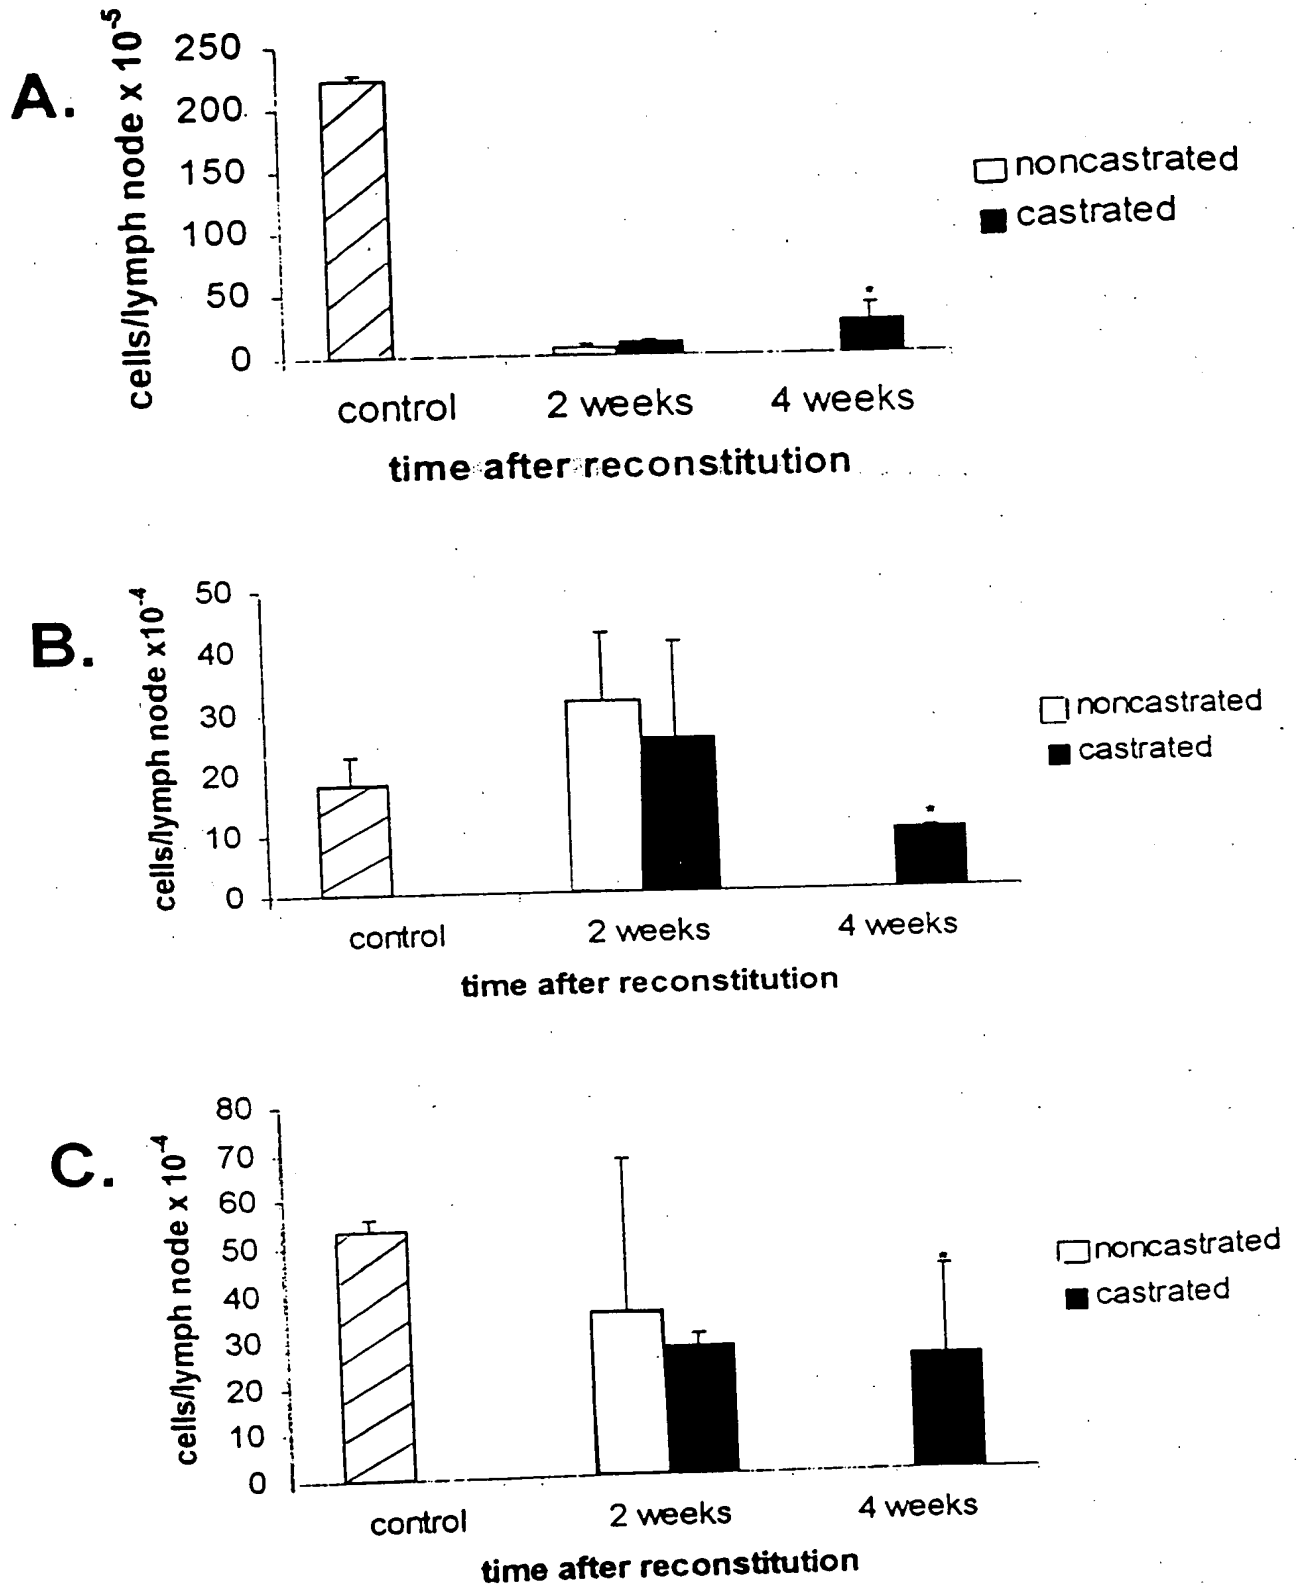 A.
cells/lymph node x 10-5
250
200
150
100
50
0
control
2 weeks
4 weeks
*
time after reconstitution
noncastrated
castrated
B.
cells/lymph node x10-4
50
40
30
20
10
0
control
2 weeks
4 weeks
*
time after reconstitution
noncastrated
castrated
C.
cells/lymph node x 10-4
80
70
60
50
40
30
20
10
0
control
2 weeks
4 weeks
*
time after reconstitution
noncastrated
castrated